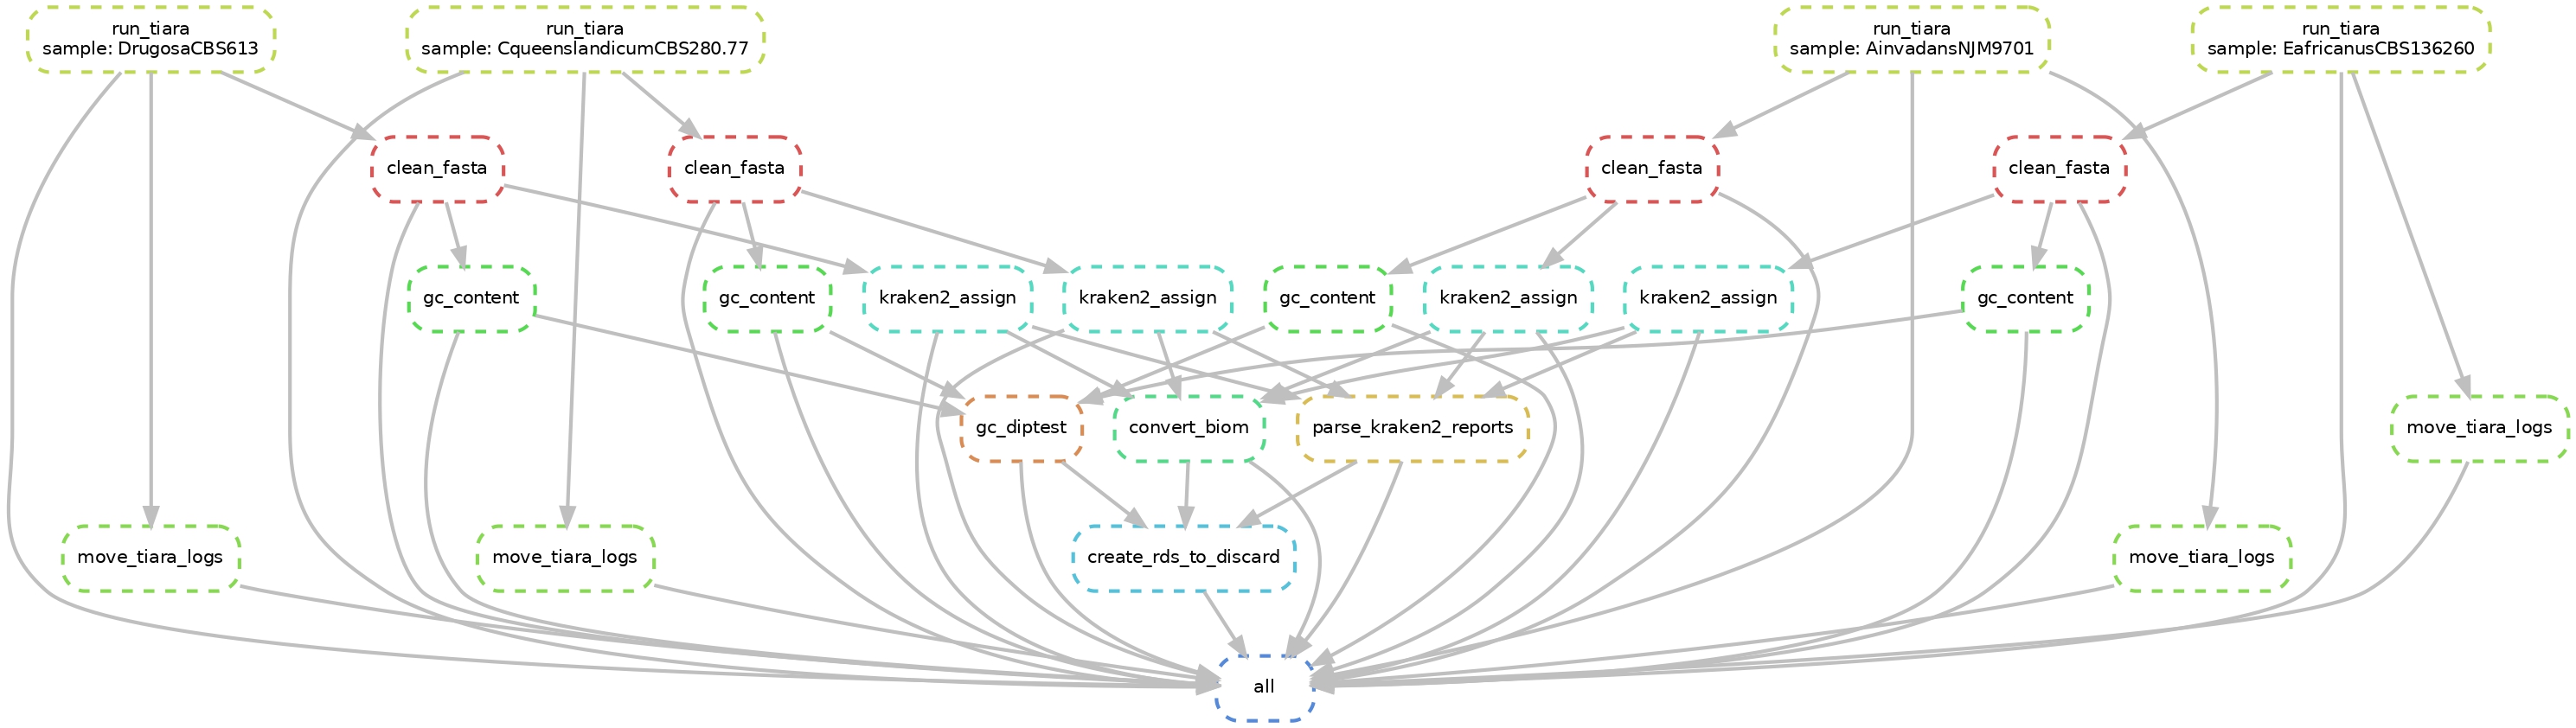 run_tiara
sample: DrugosaCBS613
run_tiara
sample: CqueenslandicumCBS280.77
run_tiara
sample: AinvadansNJM9701
run_tiara
sample: EafricanusCBS136260
clean_fasta
clean_fasta
clean_fasta
clean_fasta
gc_content
gc_content
kraken2_assign
kraken2_assign
gc_content
kraken2_assign
kraken2_assign
gc_content
gc_diptest
convert_biom
parse_kraken2_reports
move_tiara_logs
move_tiara_logs
move_tiara_logs
create_rds_to_discard
move_tiara_logs
all